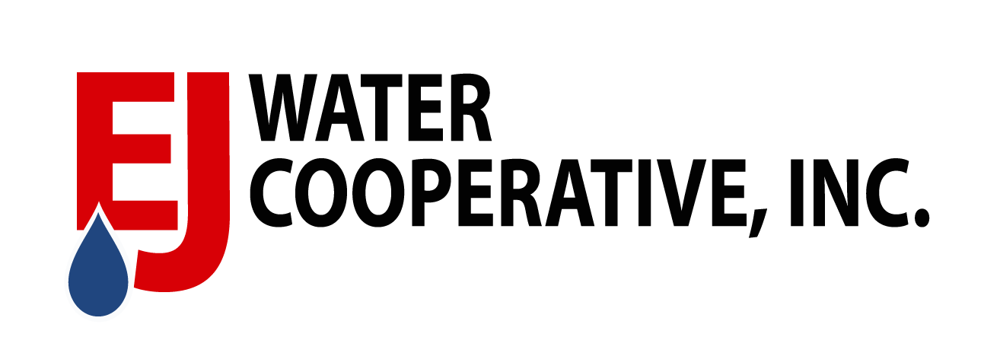 EJ WATER
COOPERATIVE, INC.